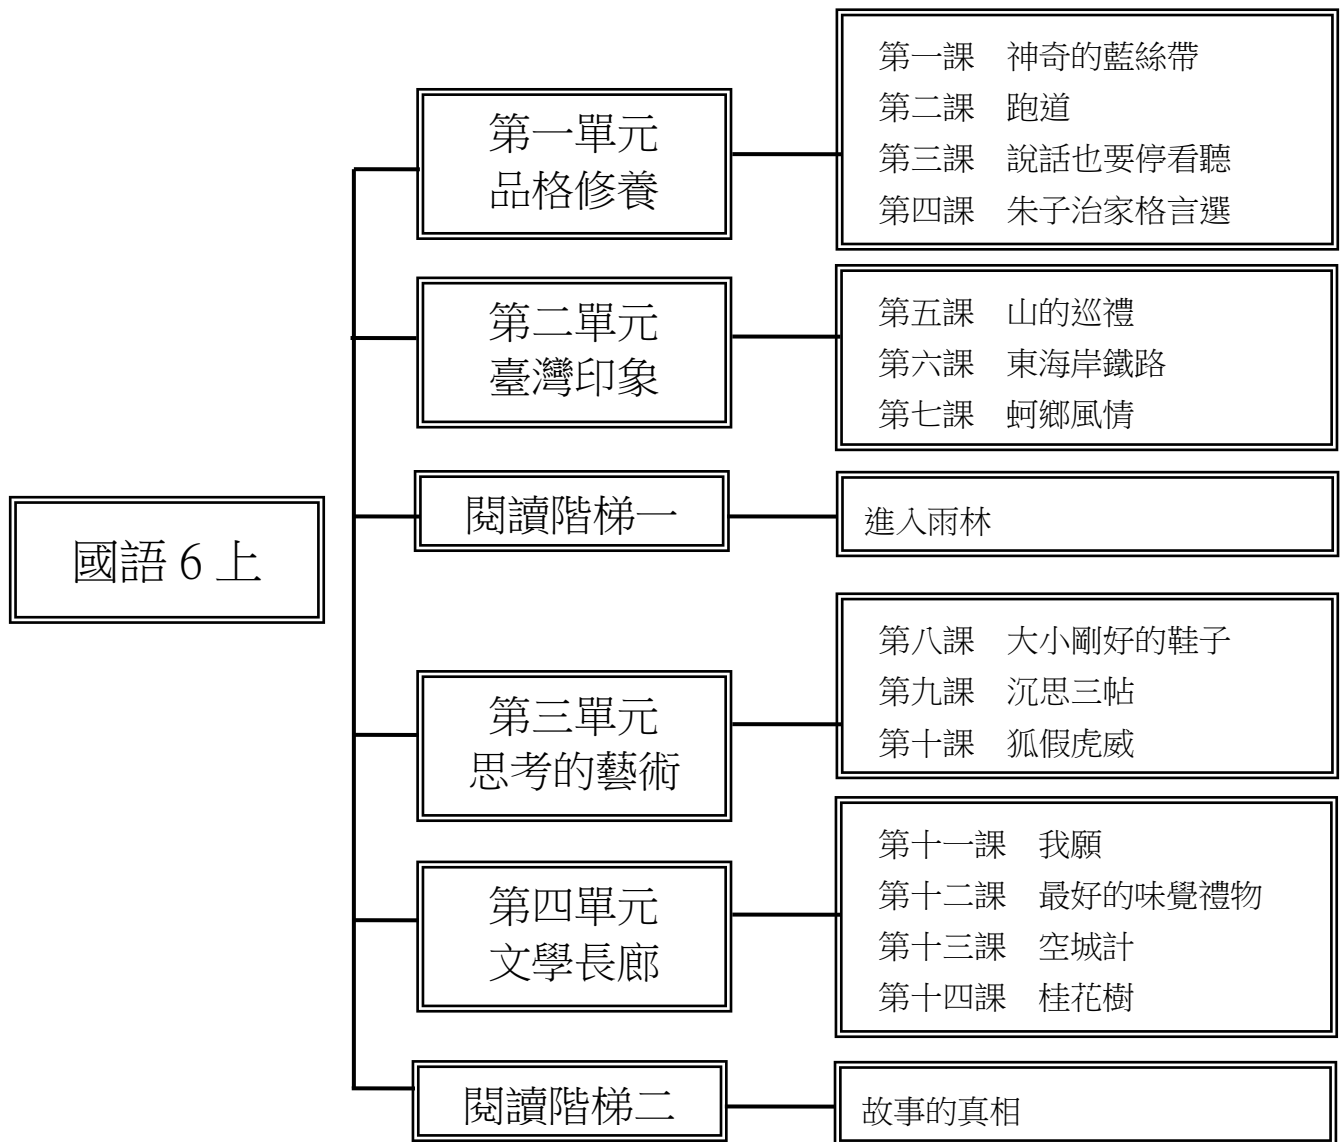 國語6上
第一單元
品格修養
第一課 神奇的藍絲帶
第二課 跑道
第三課 說話也要停看聽
第四課 朱子治家格言選
第二單元
臺灣印象
第五課 山的巡禮
第六課 東海岸鐵路
第七課 蚵鄉風情
閱讀階梯一
進入雨林
第三單元
思考的藝術
第八課 大小剛好的鞋子
第九課 沉思三帖
第十課 狐假虎威
第四單元
文學長廊
第十一課 我願
第十二課 最好的味覺禮物
第十三課 空城計
第十四課 桂花樹
閱讀階梯二
故事的真相